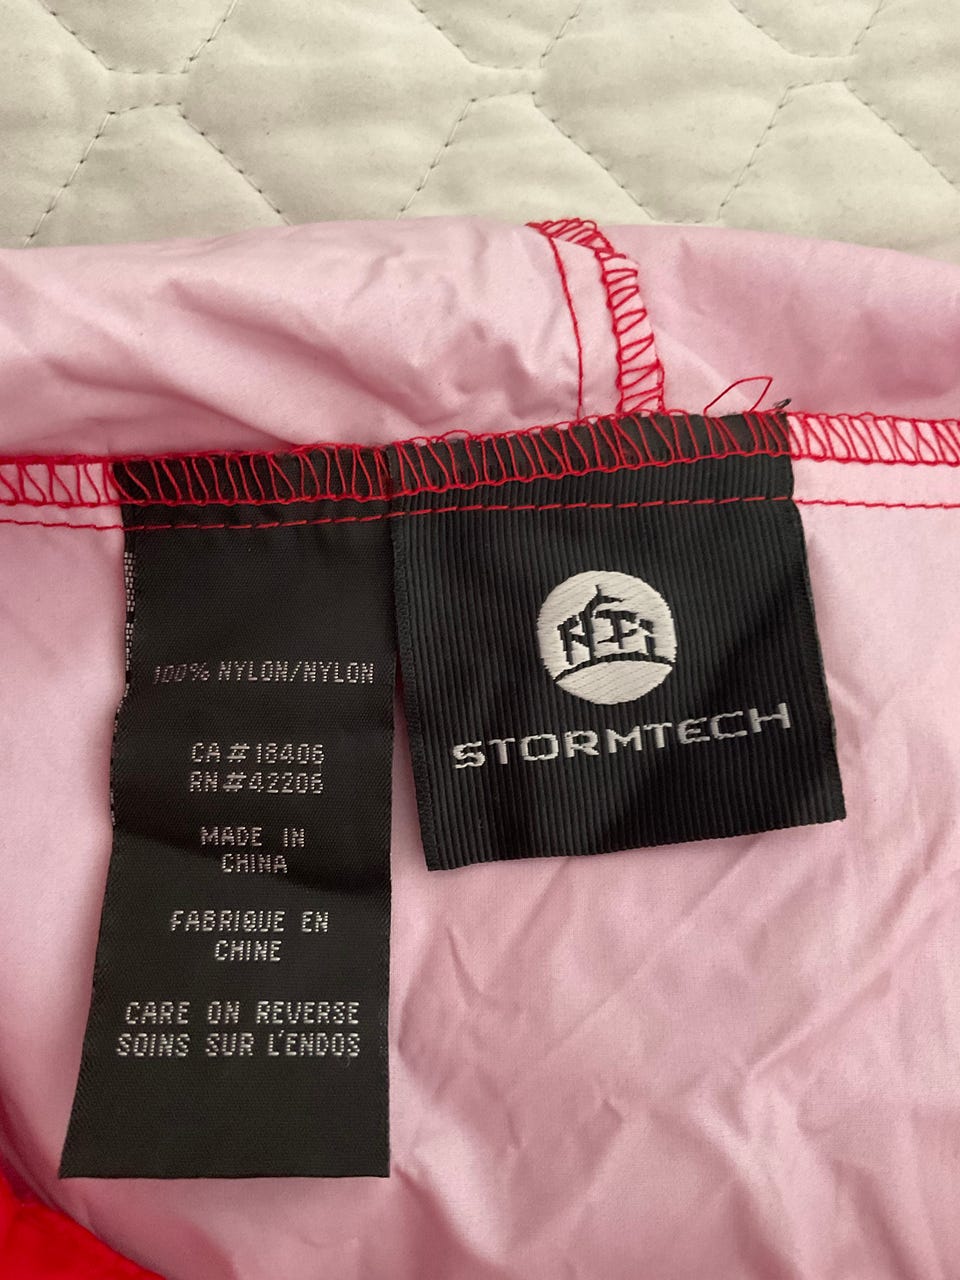 100% NYLON/NYLON
CA#18406
RN#42206
MADE IN
CHINA
FABRIQUE EN
CHINE
CARE ON REVERSE
SOINS SUR L'ENDOS
STORMTECH